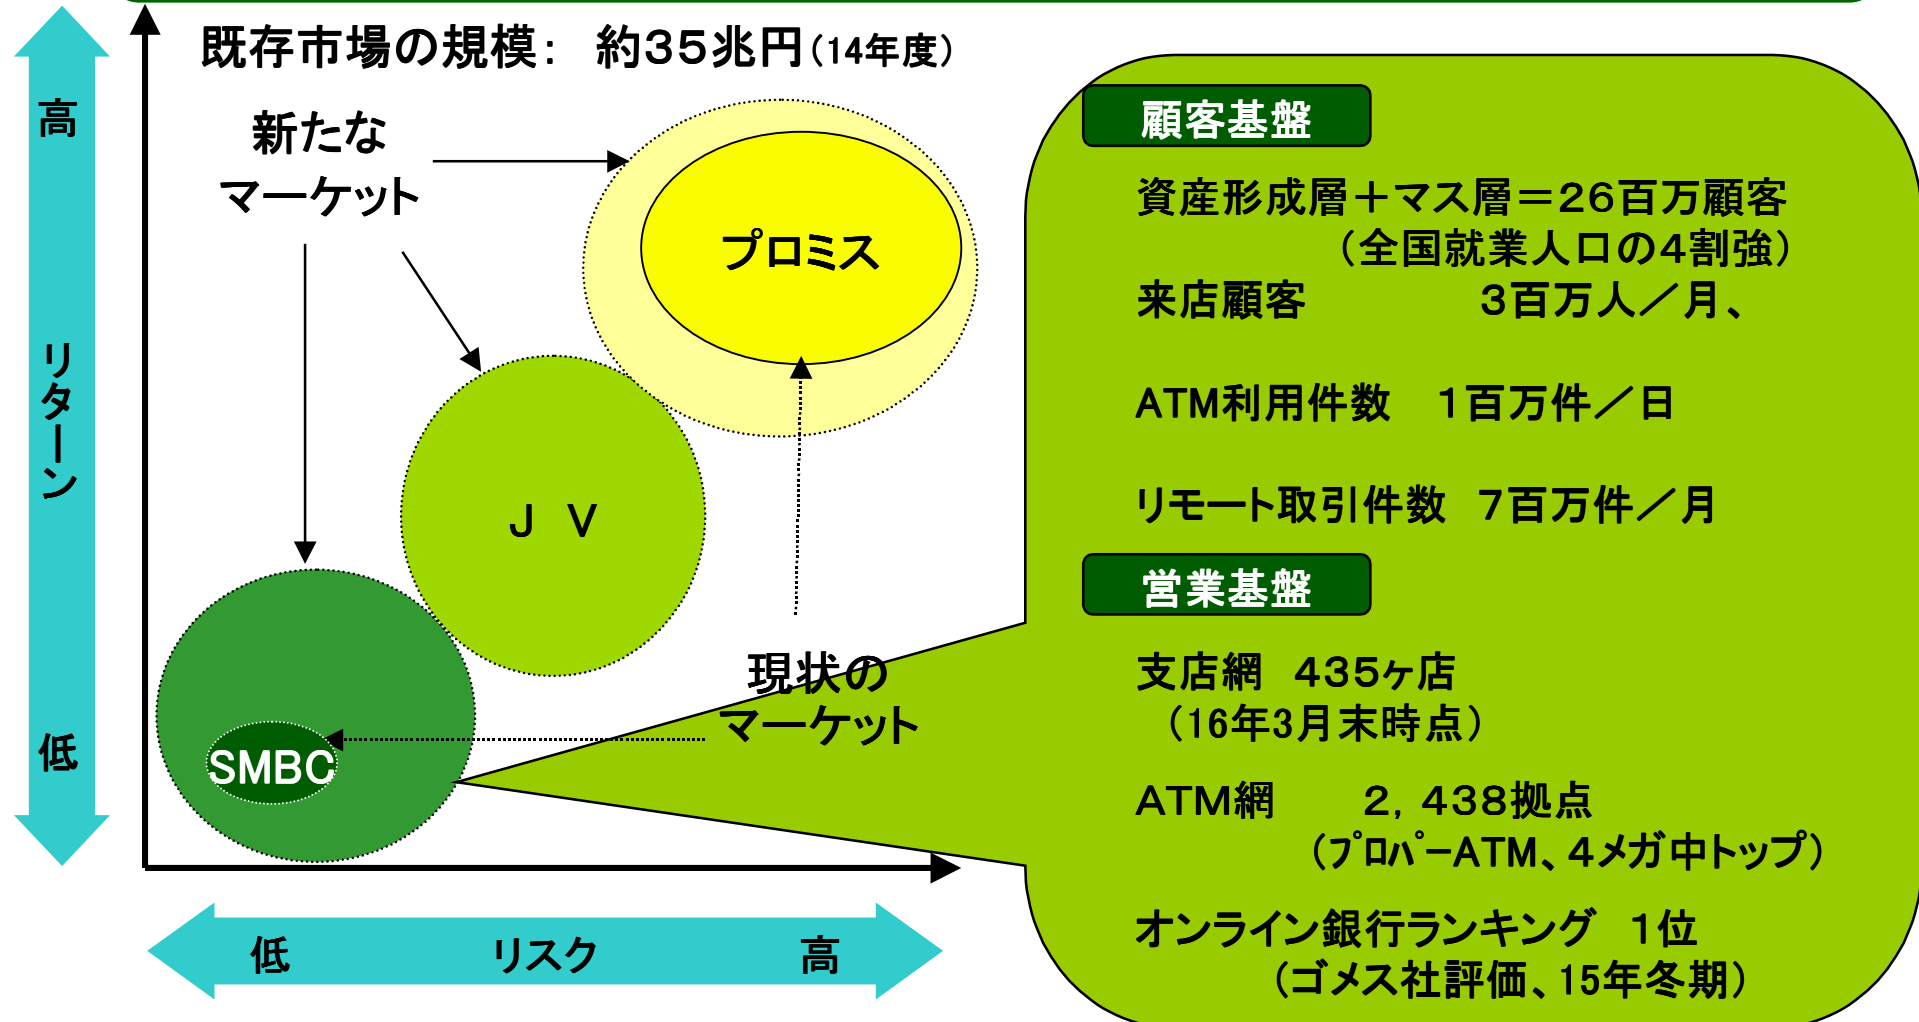 既存市場の規模： 約３５兆円（14年度）
高
リターン
低
新たな
マーケット
プロミス
ＪＶ
SMBC
現状の
マーケット
低 リスク 高
顧客基盤
資産形成層＋マス層＝２６百万顧客
（全国就業人口の４割強）
来店顧客 ３百万人／月、
ATM利用件数 １百万件／日
リモート取引件数 ７百万件／月
営業基盤
支店網 ４３５ヶ店
（16年3月末時点）
ＡＴＭ網 ２，４３８拠点
（ﾌﾟﾛﾊﾟｰATM、４メガ中トップ）
オンライン銀行ランキング １位
（ゴメス社評価、15年冬期）